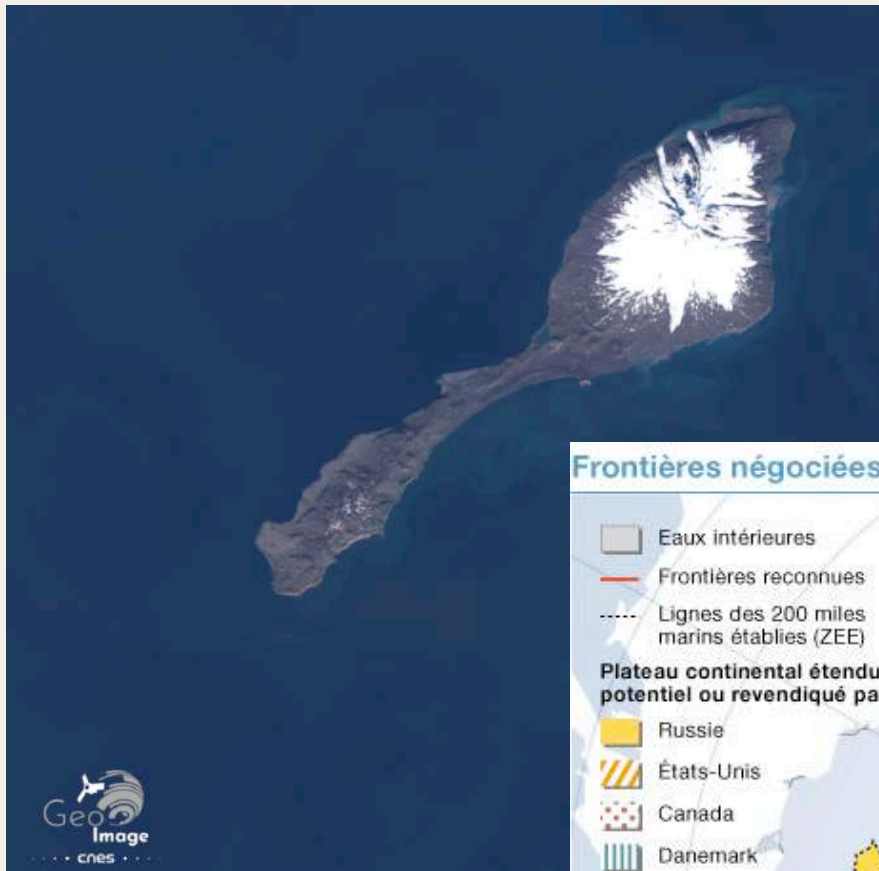 Geo
Image
cnes
Frontières négociées
Eaux intérieures
Frontières reconnues
Lignes des 200 miles
marins établies (ZEE)
Plateau continental étendu
potentiel ou revendiqué pa
Russie
États-Unis
Canada
Danemark